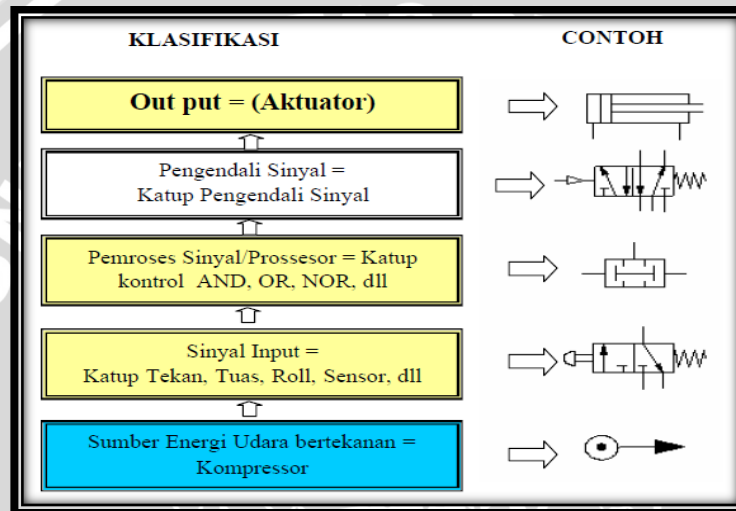 KLASIFIKASI
CONTOH
Out put = (Aktuator)
Pengendali Sinyal =
Katup Pengendali Sinyal
Pemroses Sinyal/Prossesor = Katup
kontrol AND, OR, NOR, dll
Sinyal Input =
Katup Tekan, Tuas, Roll, Sensor, dll
Sumber Energi Udara bertekanan =
Kompressor